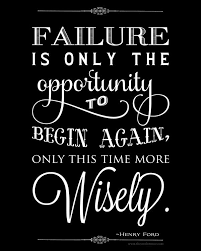 FAILURE
IS ONLY THE
opportunity
TO
BEGIN AGAIN,
ONLY THIS TIME MORE
Wisely.
~HENRY FORD